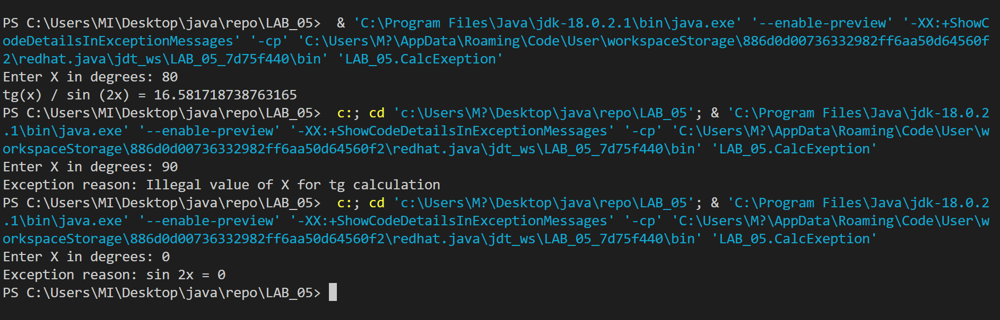 PS C:\Users\MI\Desktop\java\repo\LAB_05>  & 'C:\Program Files\Java\jdk-18.0.2.1\bin\java.exe' '--enable-preview' '-XX:+ShowC
odeDetailsInExceptionMessages' '-cp' 'C:\Users\M?\AppData\Roaming\Code\User\workspaceStorage\886d0d00736332982ff6aa50d64560f
2\redhat.java\jdt_ws\LAB_05_7d75f440\bin' 'LAB_05.CalcExeption'
Enter X in degrees: 80
tg(x) / sin (2x) = 16.581718738763165
PS C:\Users\MI\Desktop\java\repo\LAB_05>  c:; cd 'c:\Users\M?\Desktop\java\repo\LAB_05'; & 'C:\Program Files\Java\jdk-18.0.2
.1\bin\java.exe' '--enable-preview' '-XX:+ShowCodeDetailsInExceptionMessages' '-cp' 'C:\Users\M?\AppData\Roaming\Code\User\w
orkspaceStorage\886d0d00736332982ff6aa50d64560f2\redhat.java\jdt_ws\LAB_05_7d75f440\bin' 'LAB_05.CalcExeption'
Enter X in degrees: 90
Exception reason: Illegal value of X for tg calculation
PS C:\Users\MI\Desktop\java\repo\LAB_05>  c:; cd 'c:\Users\M?\Desktop\java\repo\LAB_05'; & 'C:\Program Files\Java\jdk-18.0.2
.1\bin\java.exe' '--enable-preview' '-XX:+ShowCodeDetailsInExceptionMessages' '-cp' 'C:\Users\M?\AppData\Roaming\Code\User\w
orkspaceStorage\886d0d00736332982ff6aa50d64560f2\redhat.java\jdt_ws\LAB_05_7d75f440\bin' 'LAB_05.CalcExeption'
Enter X in degrees: 0
Exception reason: sin 2x = 0
PS C:\Users\MI\Desktop\java\repo\LAB_05>